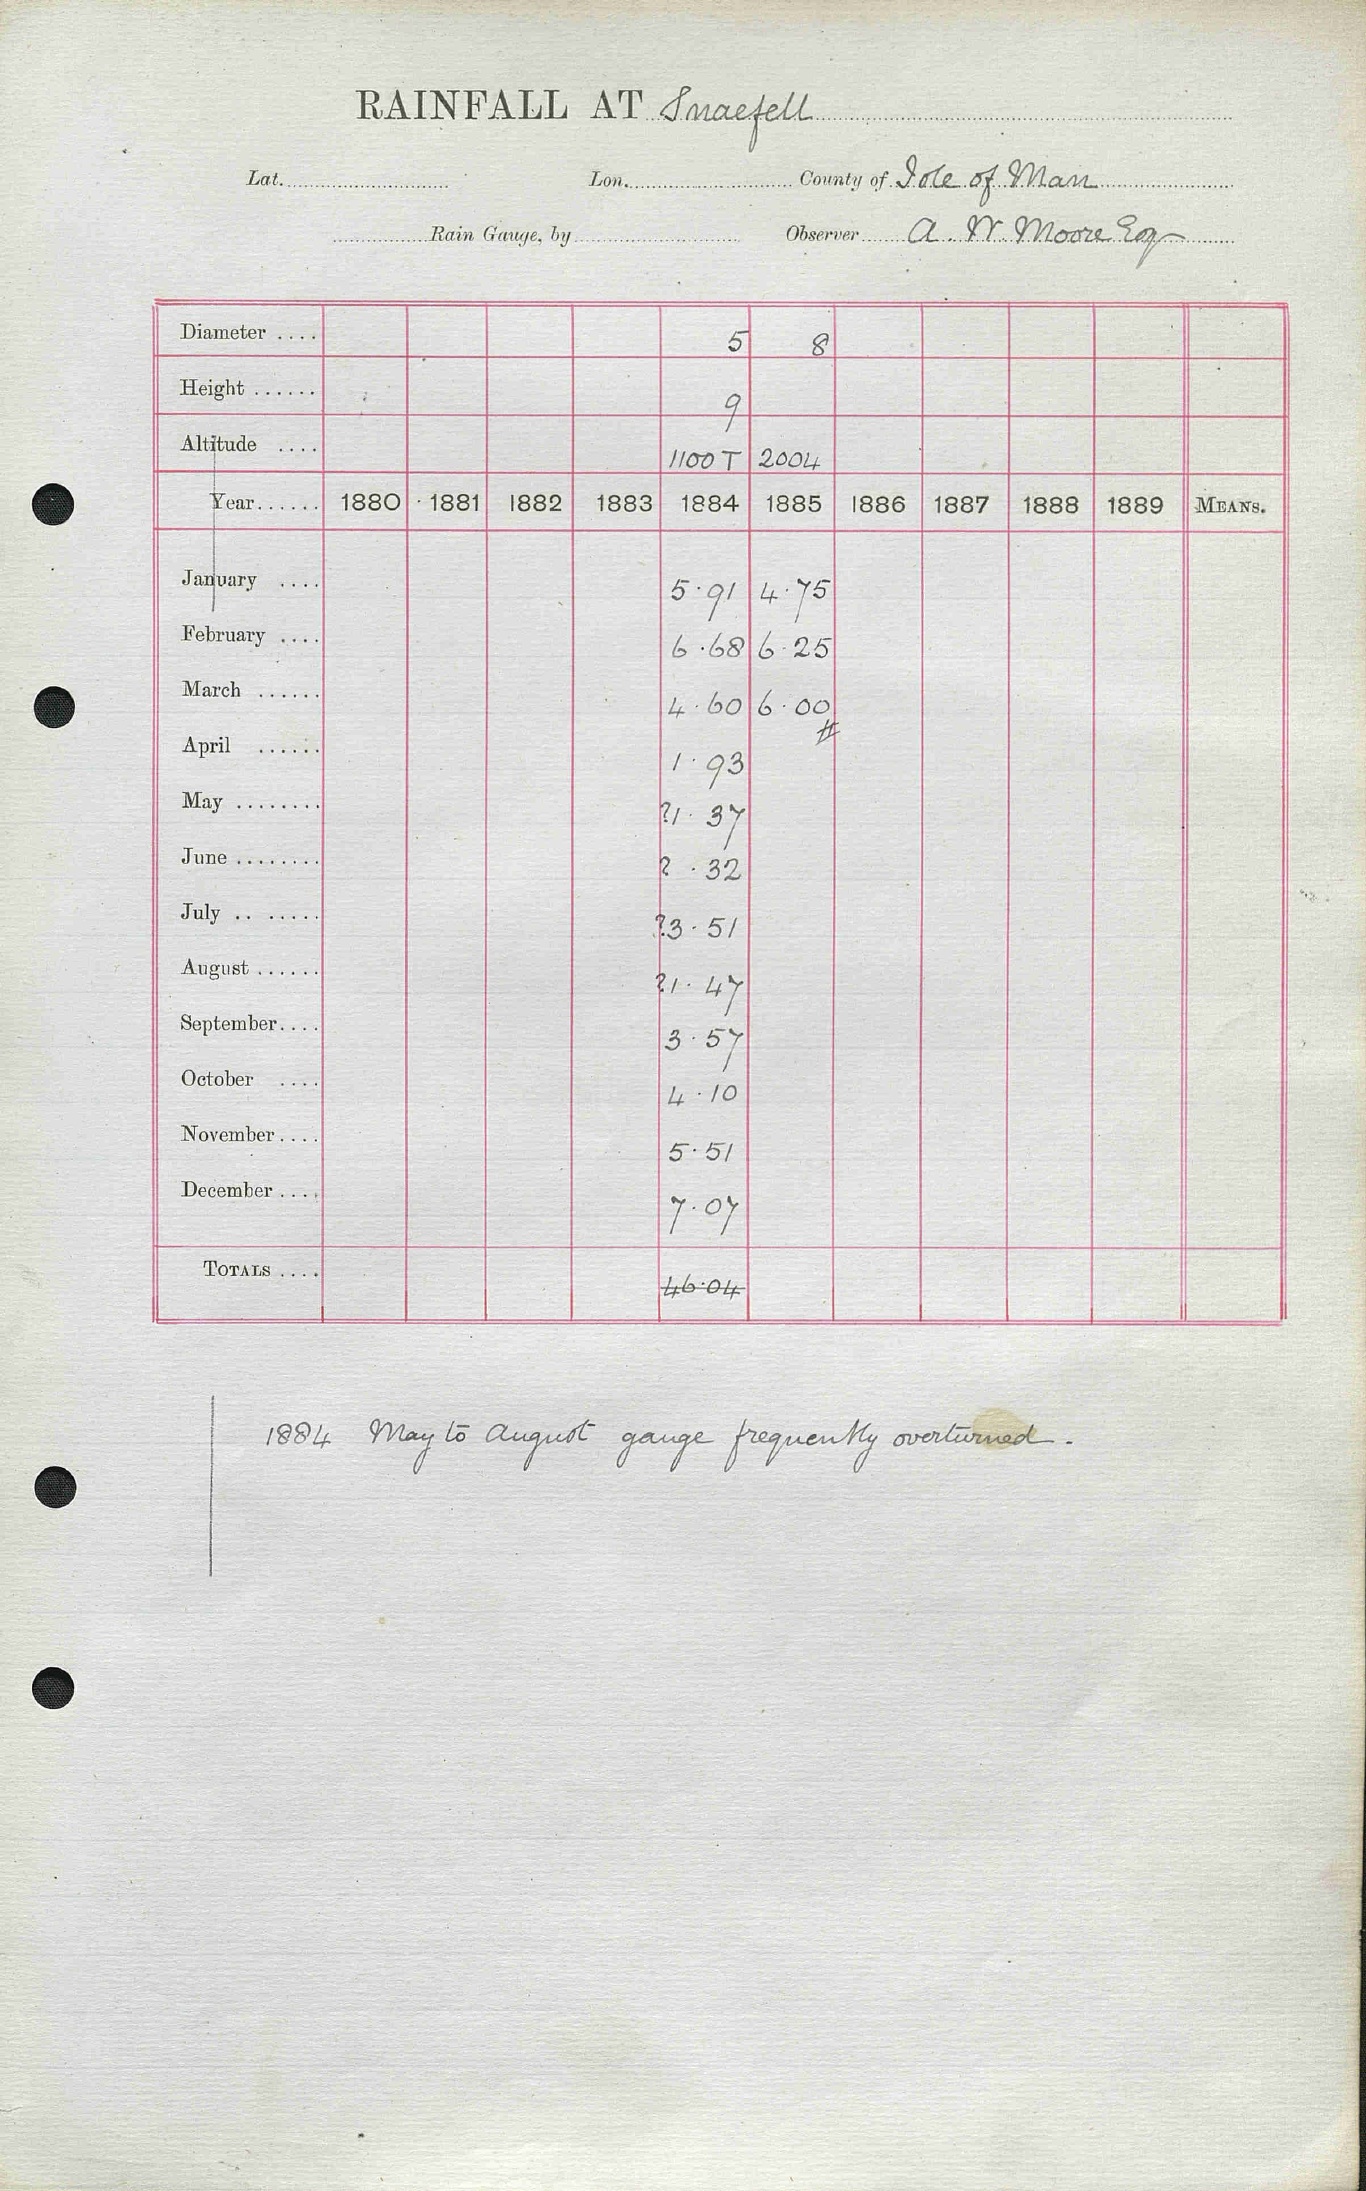 RAINFALL AT Snaefell
Lat. Lon. County of Isle of Man
Rain Gauge, by Observer A. W. Moore Esq
Diameter .... 5 8
Height ...... 9
Altitude .... 1100 T 2004
Year...... 1880 1881 1882 1883 1884 1885 1886 1887 1888 1889 MEANS.
January .... 5.91 4.75
February .... 6.68 6.25
March ...... 4.60 6.00
April ...... 1.93 #
May ........ ?1.37
June ........ ? .32
July .. ..... ?3.51
August ...... ?1.47
September.... 3.57
October .... 4.10
November .... 5.51
December .... 7.07
TOTALS .... 46.04
1884 May to August gauge frequently overturned.